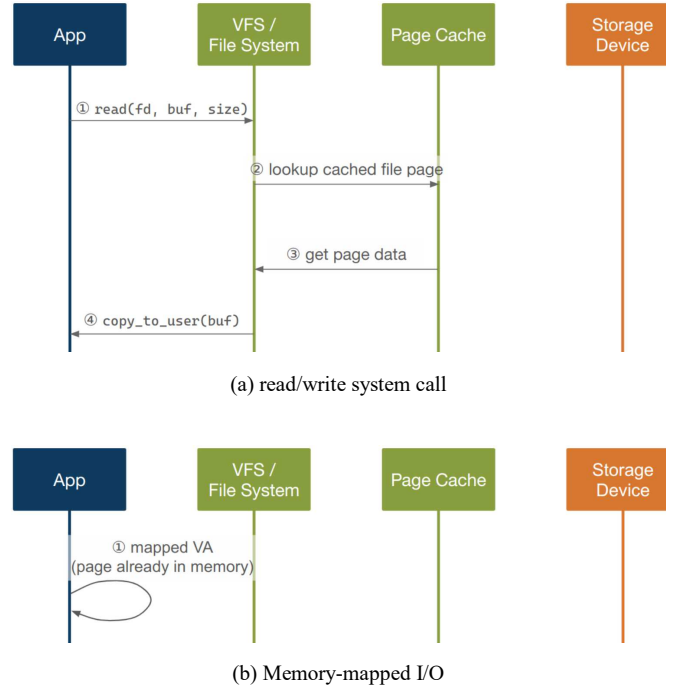 App
VFS /
File System
Page Cache
Storage
Device
① read(fd, buf, size)
② lookup cached file page
③ get page data
④ copy_to_user(buf)
(a) read/write system call
App
VFS /
File System
Page Cache
Storage
Device
① mapped VA
(page already in memory)
(b) Memory-mapped I/O